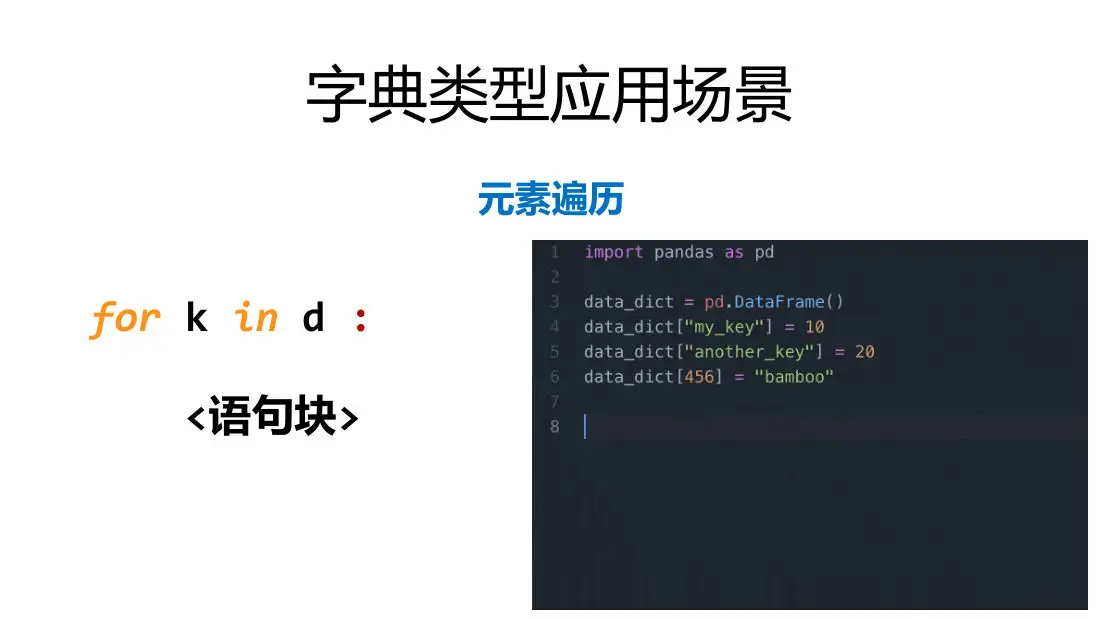 字典类型应用场景
元素遍历
for k in d :
<语句块>
1 import pandas as pd
2
3 data_dict = pd.DataFrame()
4 data_dict["my_key"] = 10
5 data_dict["another_key"] = 20
6 data_dict[456] = "bamboo"
7
8